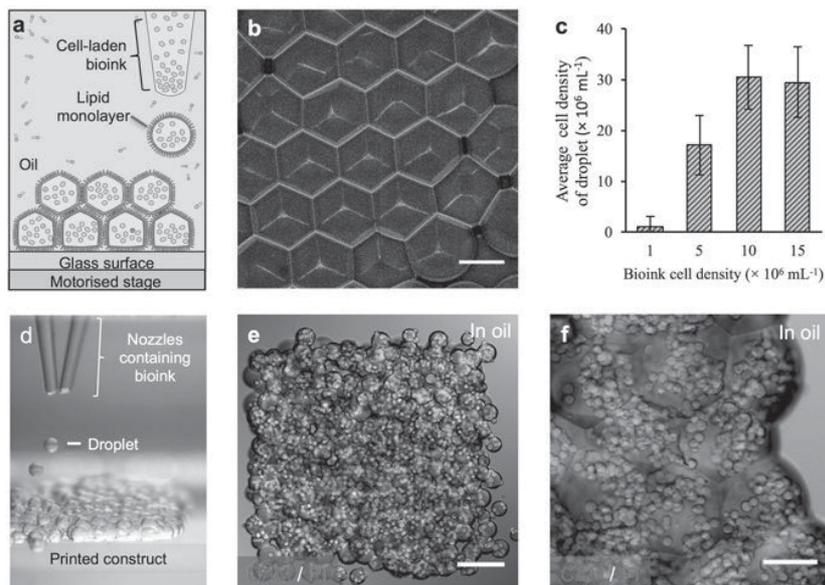 a
Cell-laden
bioink
Lipid
monolayer
Oil
Glass surface
Motorised stage
b
c
Average cell density
of droplet (× 10⁶ mL⁻¹)
40
30
20
10
0
1 5 10 15
Bioink cell density (× 10⁶ mL⁻¹)
d
Nozzles
containing
bioink
Droplet
Printed construct
e
In oil
/
f
In oil
/